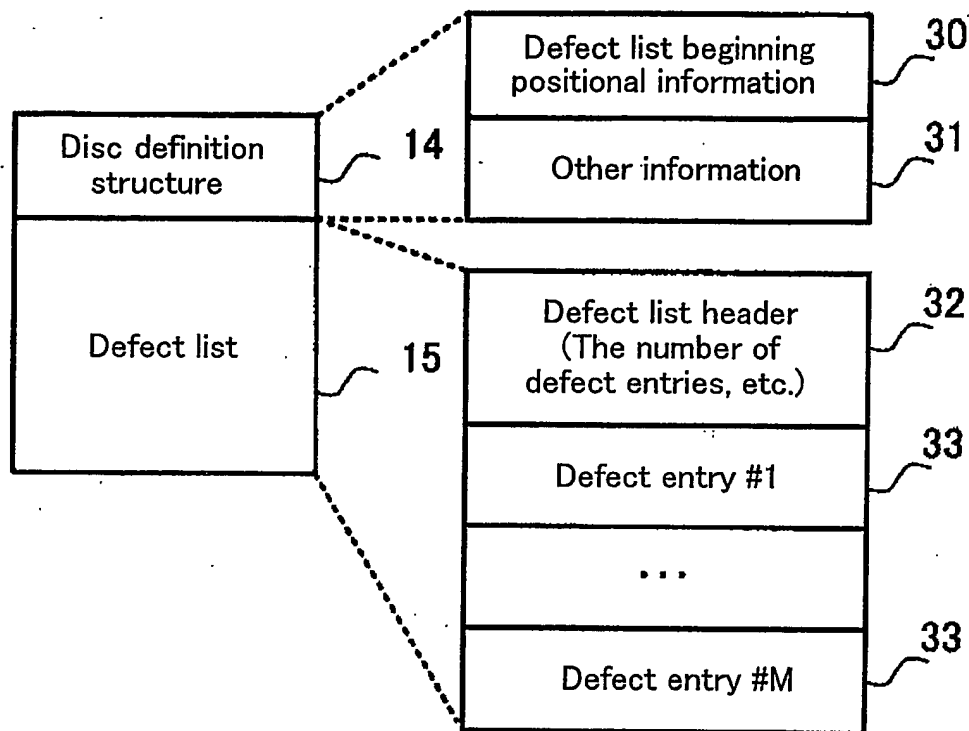 Disc definition
structure
14
Defect list
15
Defect list beginning
positional information
30
Other information
31
Defect list header
(The number of
defect entries, etc.)
32
Defect entry #1
33
...
Defect entry #M
33